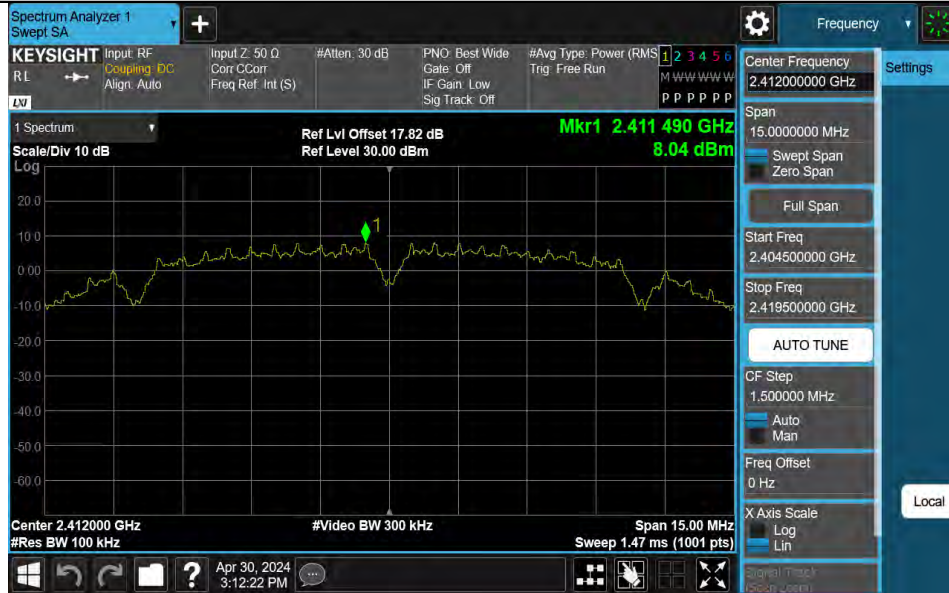 Spectrum Analyzer 1
Swept SA
+
Frequency
KEYSIGHT
RL
LXI
Input: RF
Coupling: DC
Align: Auto
Input Z: 50 Ω
Corr CCorr
Freq Ref: Int (S)
#Atten: 30 dB
PNO: Best Wide
Gate: Off
IF Gain: Low
Sig Track: Off
#Avg Type: Power (RMS
Trig: Free Run
1 2 3 4 5 6
M W W W W W
P P P P P P
1 Spectrum
Scale/Div 10 dB
Log
Ref Lvl Offset 17.82 dB
Ref Level 30.00 dBm
Mkr1 2.411 490 GHz
8.04 dBm
1
20.0
10.0
0.00
-10.0
-20.0
-30.0
-40.0
-50.0
-60.0
Center 2.412000 GHz
#Res BW 100 kHz
#Video BW 300 kHz
Span 15.00 MHz
Sweep 1.47 ms (1001 pts)
?
Apr 30, 2024
3:12:22 PM
Center Frequency
2.412000000 GHz
Span
15.0000000 MHz
Swept Span
Zero Span
Full Span
Start Freq
2.404500000 GHz
Stop Freq
2.419500000 GHz
AUTO TUNE
CF Step
1.500000 MHz
Auto
Man
Freq Offset
0 Hz
X Axis Scale
Log
Lin
Signal Track
(Span Zoom)
Settings
Local